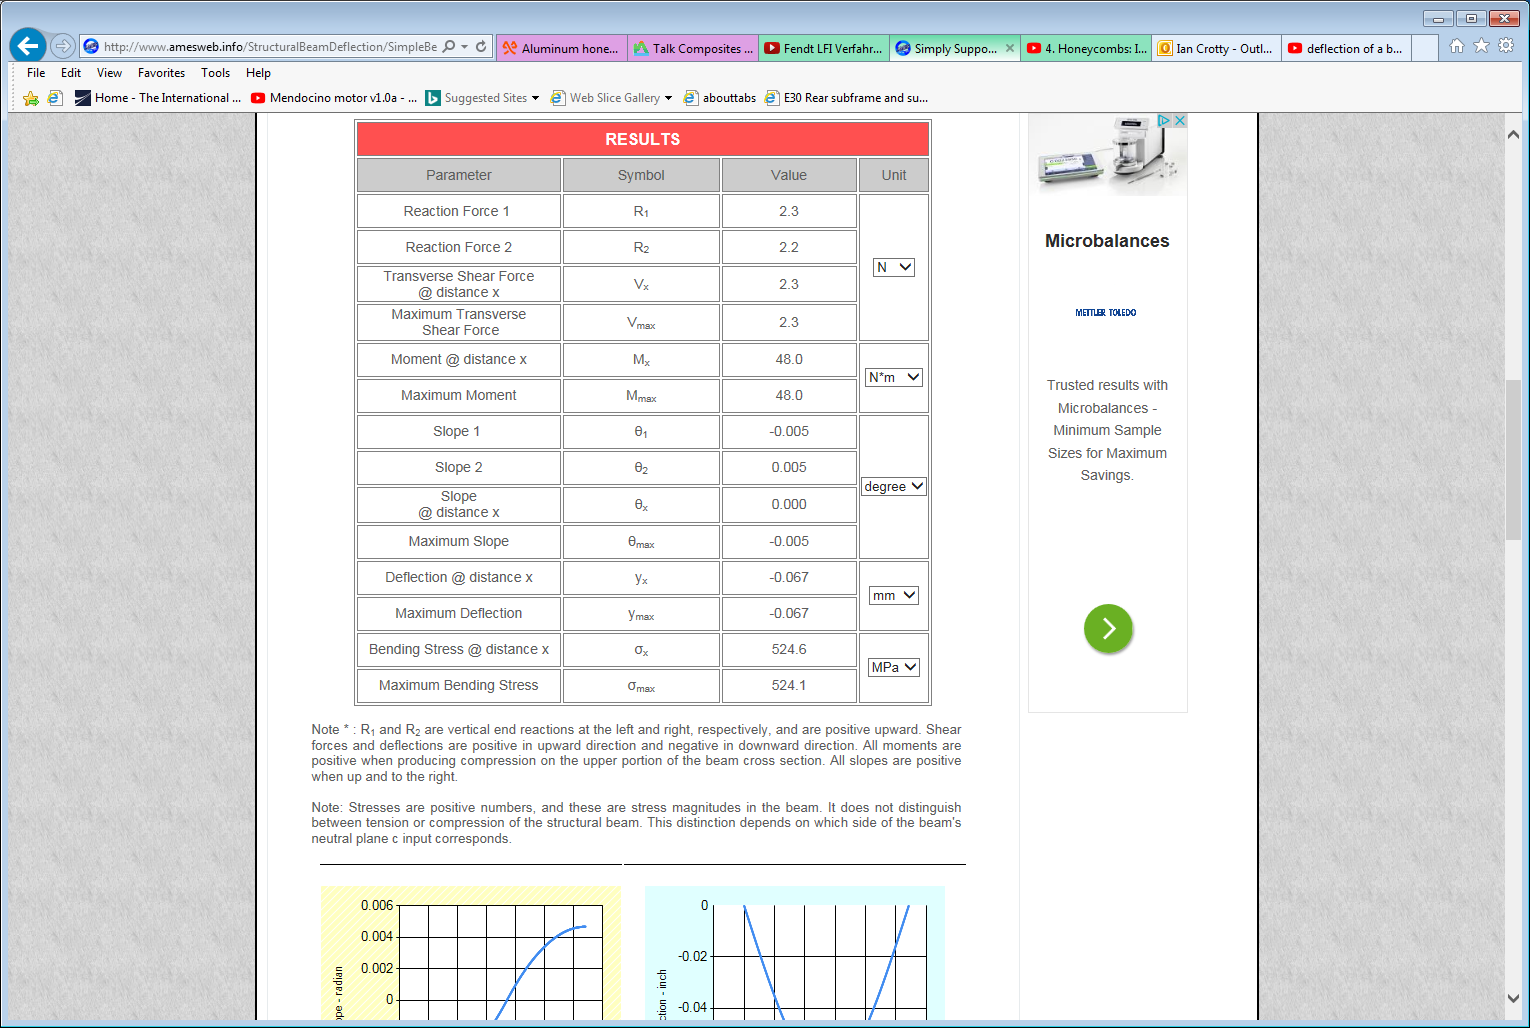 http://www.amesweb.info/StructuralBeamDeflection/SimpleBe
Aluminum hone...
Talk Composites ...
Fendt LFI Verfahr...
Simply Suppo...
4. Honeycombs: I...
Ian Crotty - Outl...
deflection of a b...
File Edit View Favorites Tools Help
Home - The International ...
Mendocino motor v1.0a - ...
Suggested Sites
Web Slice Gallery
abouttabs
E30 Rear subframe and su...
RESULTS
Parameter Symbol Value Unit
Reaction Force 1 R1 2.3
Reaction Force 2 R2 2.2
N
Transverse Shear Force
@ distance x Vx 2.3
Maximum Transverse
Shear Force Vmax 2.3
Moment @ distance x Mx 48.0
N*m
Maximum Moment Mmax 48.0
Slope 1 θ1 -0.005
Slope 2 θ2 0.005
degree
Slope
@ distance x θx 0.000
Maximum Slope θmax -0.005
Deflection @ distance x yx -0.067
mm
Maximum Deflection ymax -0.067
Bending Stress @ distance x σx 524.6
MPa
Maximum Bending Stress σmax 524.1
Note * : R1 and R2 are vertical end reactions at the left and right, respectively, and are positive upward. Shear
forces and deflections are positive in upward direction and negative in downward direction. All moments are
positive when producing compression on the upper portion of the beam cross section. All slopes are positive
when up and to the right.
Note: Stresses are positive numbers, and these are stress magnitudes in the beam. It does not distinguish
between tension or compression of the structural beam. This distinction depends on which side of the beam's
neutral plane c input corresponds.
0.006
0.004
0.002
0
ope - radian
0
-0.02
-0.04
ction - inch
Microbalances
METTLER TOLEDO
Trusted results with
Microbalances -
Minimum Sample
Sizes for Maximum
Savings.